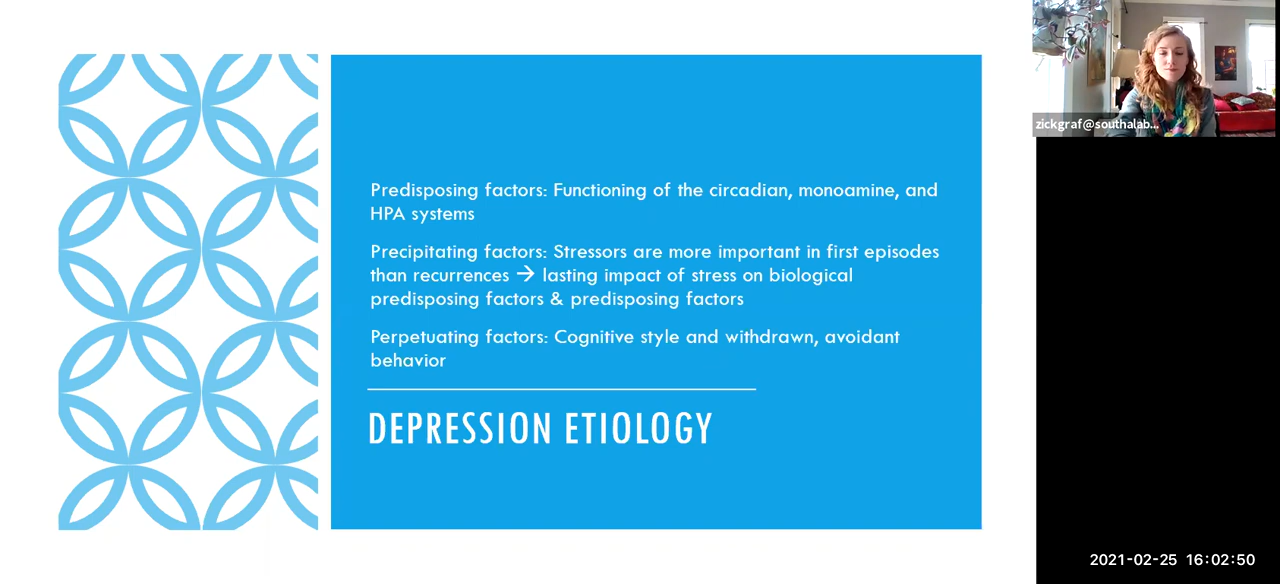 Predisposing factors: Functioning of the circadian, monoamine, and
HPA systems
Precipitating factors: Stressors are more important in first episodes
than recurrences → lasting impact of stress on biological
predisposing factors & predisposing factors
Perpetuating factors: Cognitive style and withdrawn, avoidant
behavior
DEPRESSION ETIOLOGY
zickgraf@southalab...
2021-02-25 16:02:50